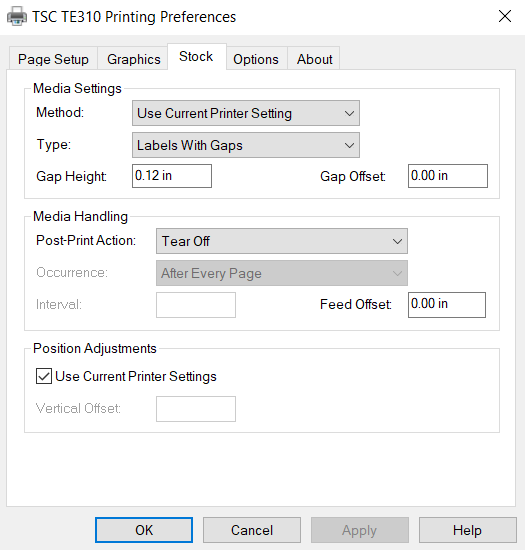 TSC TE310 Printing Preferences
Page Setup Graphics Stock Options About
Media Settings
Method: Use Current Printer Setting
Type: Labels With Gaps
Gap Height: 0.12 in Gap Offset: 0.00 in
Media Handling
Post-Print Action: Tear Off
Occurrence: After Every Page
Interval: Feed Offset: 0.00 in
Position Adjustments
Use Current Printer Settings
Vertical Offset:
OK Cancel Apply Help